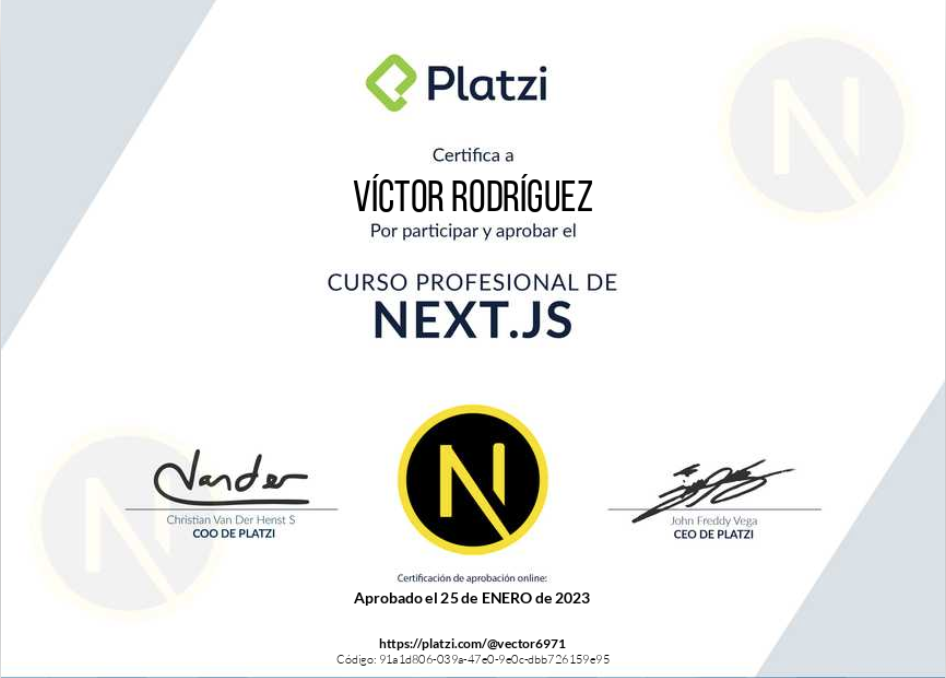 Platzi
Certifica a
VÍCTOR RODRÍGUEZ
Por participar y aprobar el
CURSO PROFESIONAL DE
NEXT.JS
Vander
Christian Van Der Henst S
COO DE PLATZI
John Freddy Vega
CEO DE PLATZI
Certificación de aprobación online:
Aprobado el 25 de ENERO de 2023
https://platzi.com/@vector6971
Código: 91a1d806-039a-47e0-9e0c-dbb726159e95